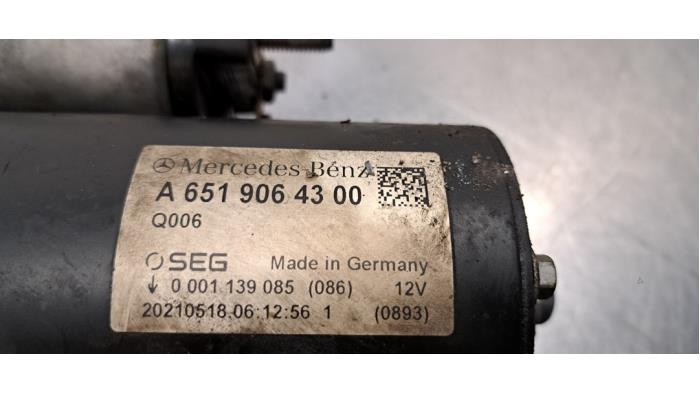 Mercedes-Benz
A 651 906 43 00
Q006
SEG Made in Germany
0 001 139 085 (086) 12V
20210518.06:12:56 1 (0893)